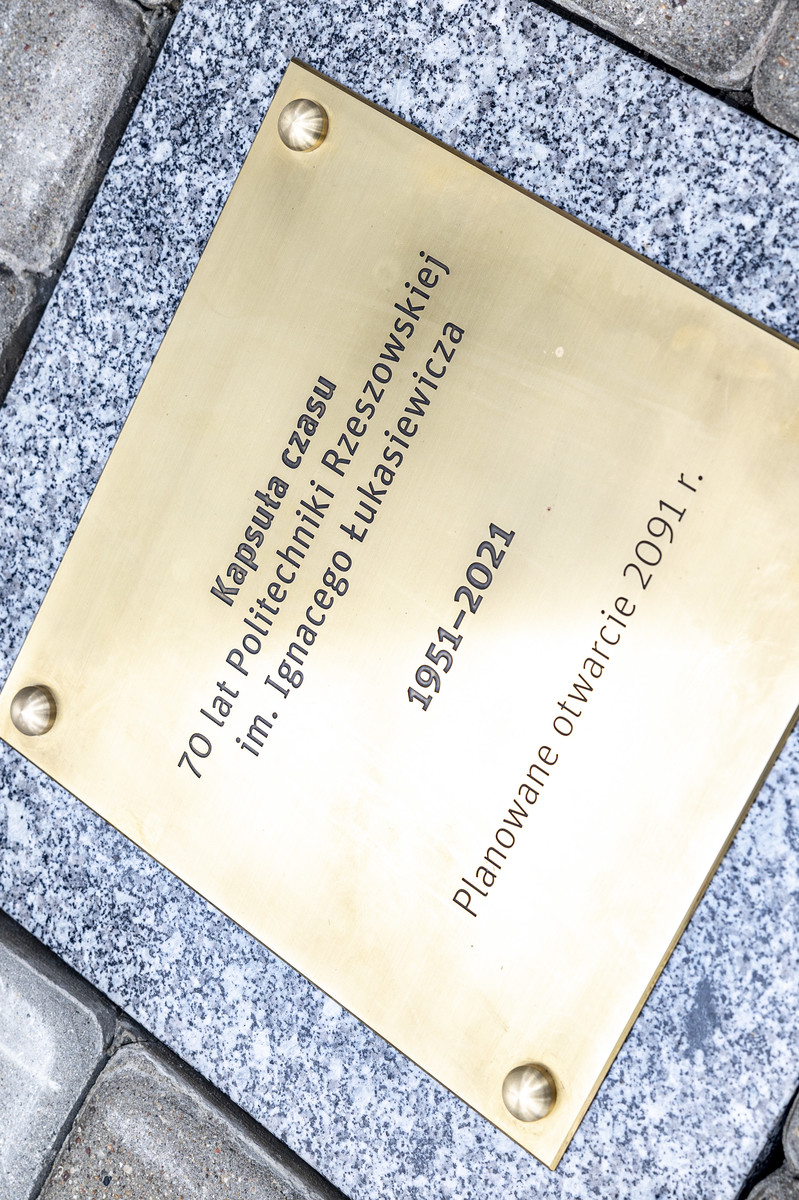 Kapsuła czasu
70 lat Politechniki Rzeszowskiej
im. Ignacego Łukasiewicza
1951–2021
Planowane otwarcie 2091 r.